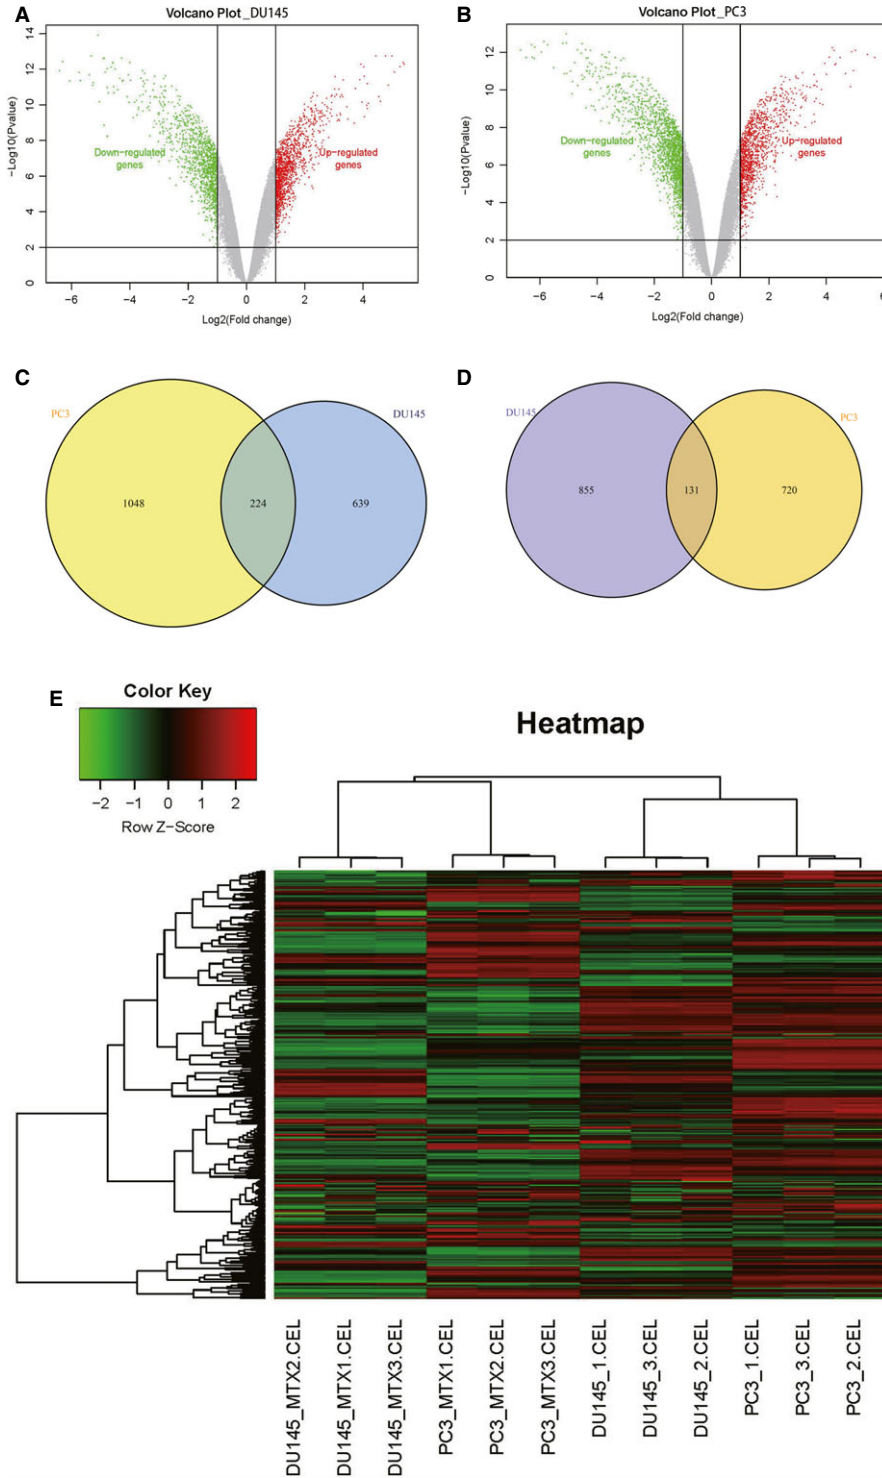 A
Volcano Plot_DU145
14
12
10
8
6
4
2
0
−Log10(Pvalue)
Down−regulated
genes
Up−regulated
genes
−6 −4 −2 0 2 4
Log2(Fold change)
B
Volcano Plot_PC3
12
10
8
6
4
2
0
−Log10(Pvalue)
Down−regulated
genes
Up−regulated
genes
−6 −4 −2 0 2 4 6
Log2(Fold change)
C
PC3
DU145
1048 224 639
D
DU145
PC3
855 131 720
E
Color Key
−2 −1 0 1 2
Row Z−Score
Heatmap
DU145_MTX2.CEL
DU145_MTX1.CEL
DU145_MTX3.CEL
PC3_MTX1.CEL
PC3_MTX2.CEL
PC3_MTX3.CEL
DU145_1.CEL
DU145_3.CEL
DU145_2.CEL
PC3_1.CEL
PC3_3.CEL
PC3_2.CEL